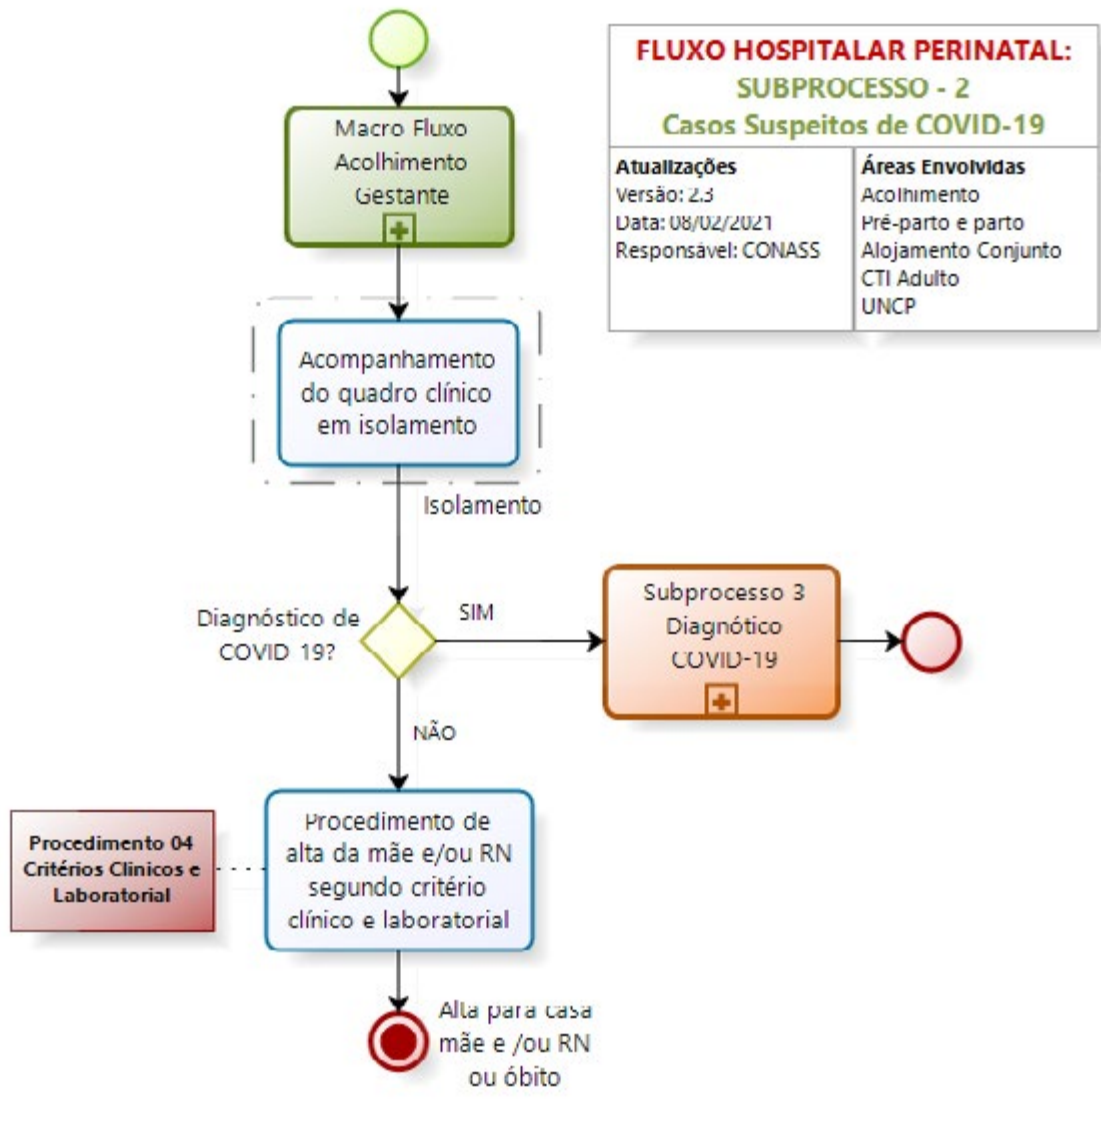 FLUXO HOSPITALAR PERINATAL:
SUBPROCESSO - 2
Casos Suspeitos de COVID-19
Atualizações
Versão: 2.3
Data: 08/02/2021
Responsável: CONASS
Áreas Envolvidas
Acolhimento
Pré-parto e parto
Alojamento Conjunto
CTI Adulto
UNCP
Macro Fluxo
Acolhimento
Gestante
Acompanhamento
do quadro clínico
em isolamento
Isolamento
Diagnóstico de
COVID 19?
SIM
Subprocesso 3
Diagnótico
COVID-19
NÃO
Procedimento 04
Critérios Clinicos e
Laboratorial
Procedimento de
alta da mãe e/ou RN
segundo critério
clínico e laboratorial
Alta para casa
mãe e /ou RN
ou óbito